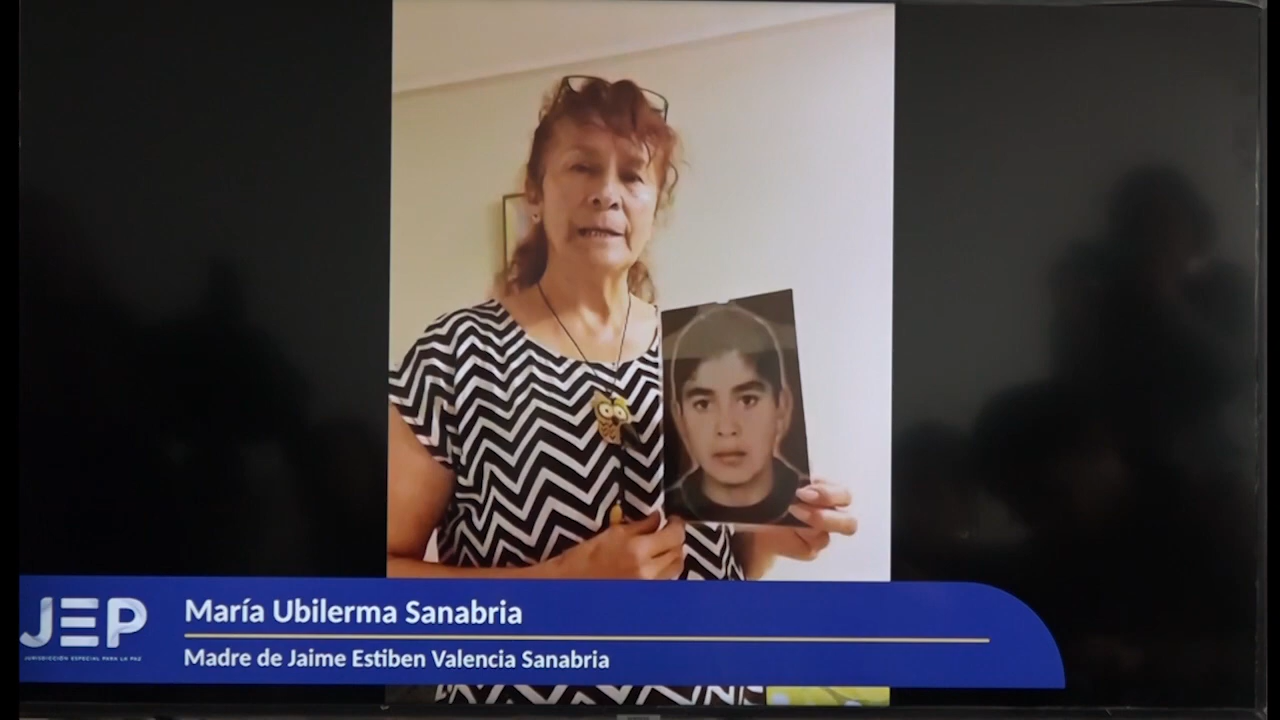 JEP
JURISDICCIÓN ESPECIAL PARA LA PAZ
María Ubilerma Sanabria
Madre de Jaime Estiben Valencia Sanabria